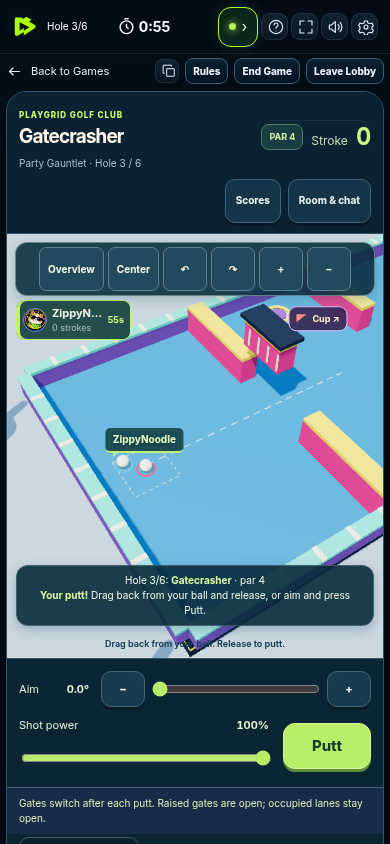 Hole 3/6
0:55
Back to Games
Rules
End Game
Leave Lobby
PLAYGRID GOLF CLUB
Gatecrasher
PAR 4
Stroke 0
Party Gauntlet · Hole 3 / 6
Scores
Room & chat
Overview
Center
↶
↷
+
−
ZippyN... 55s
0 strokes
Cup ↗
ZippyNoodle
Hole 3/6: Gatecrasher · par 4
Your putt! Drag back from your ball and release, or aim and press
Putt.
Drag back from your ball. Release to putt.
Aim 0.0° − +
Shot power 100%
Putt
Gates switch after each putt. Raised gates are open; occupied lanes stay
open.